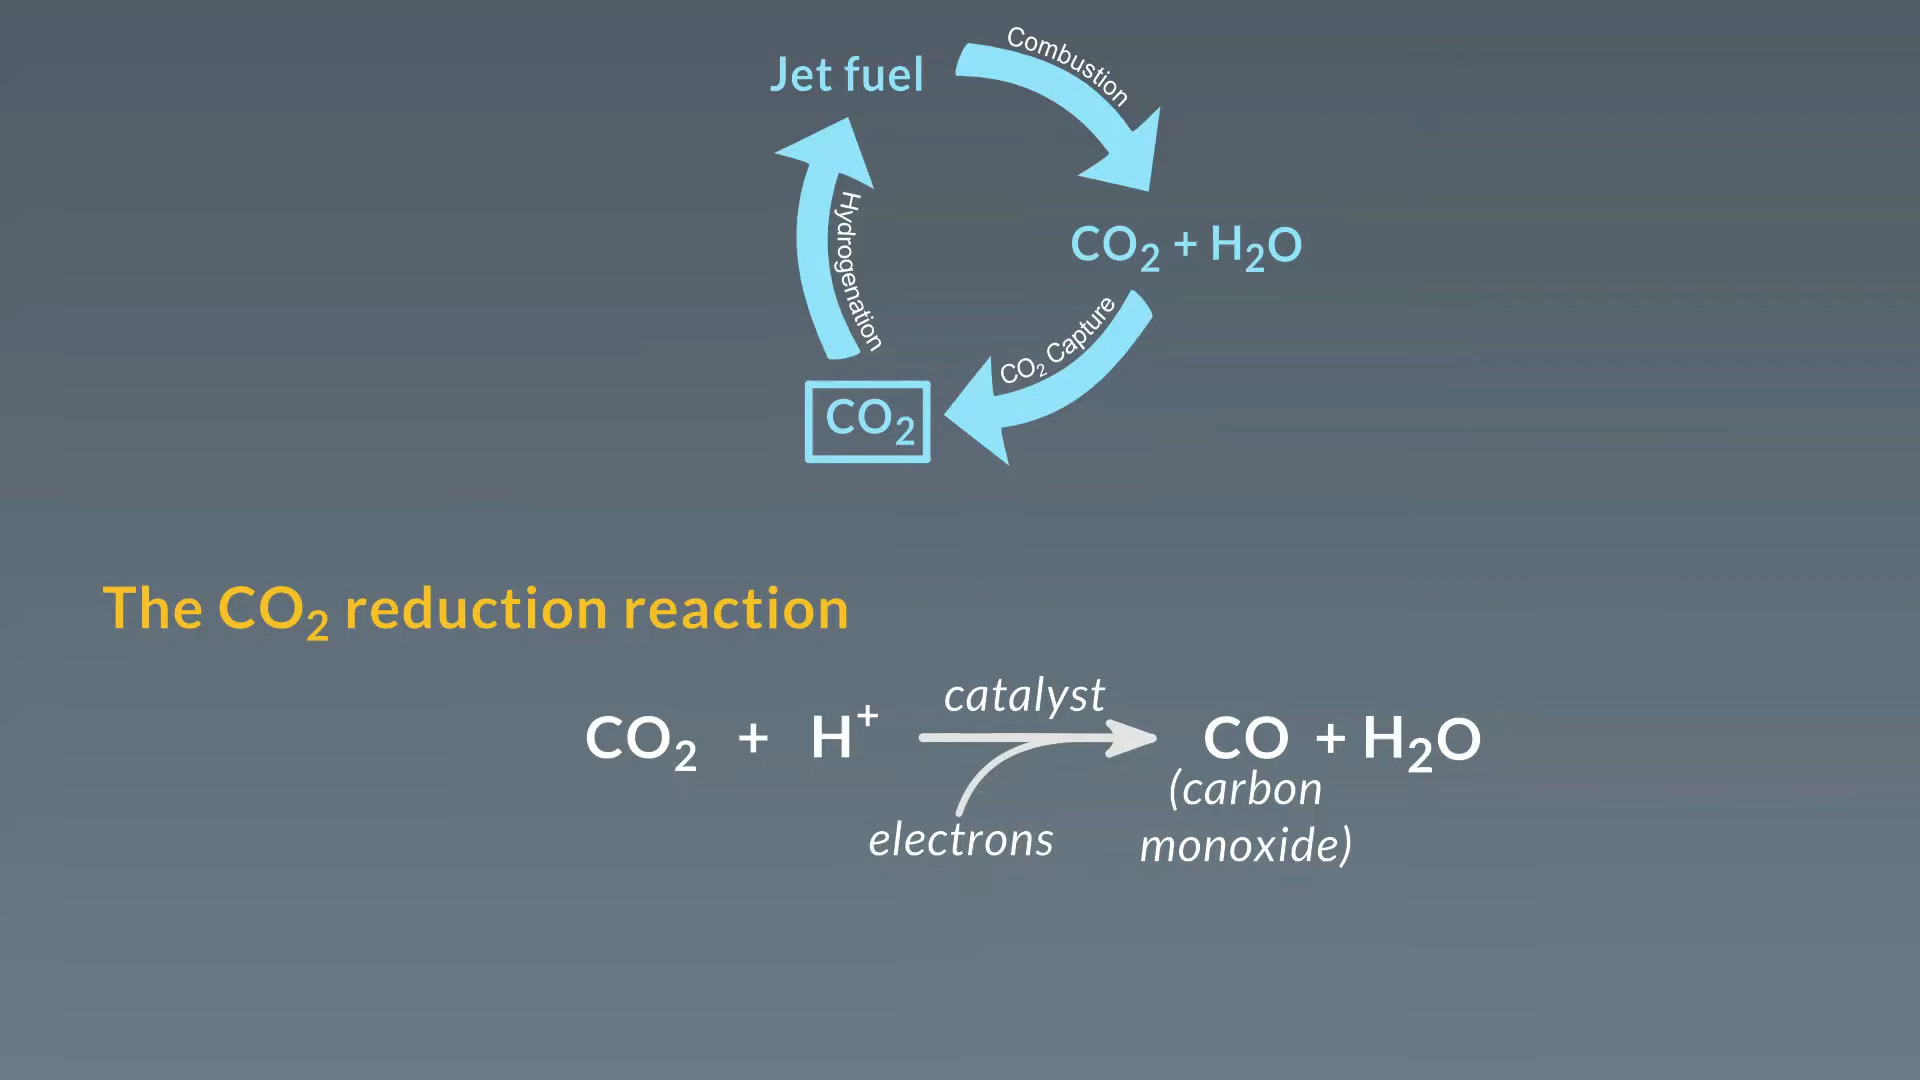 Jet fuel
Combustion
CO₂ + H₂O
CO₂ Capture
CO₂
Hydrogenation
The CO₂ reduction reaction
CO₂ + H⁺ catalyst CO + H₂O
electrons
(carbon
monoxide)